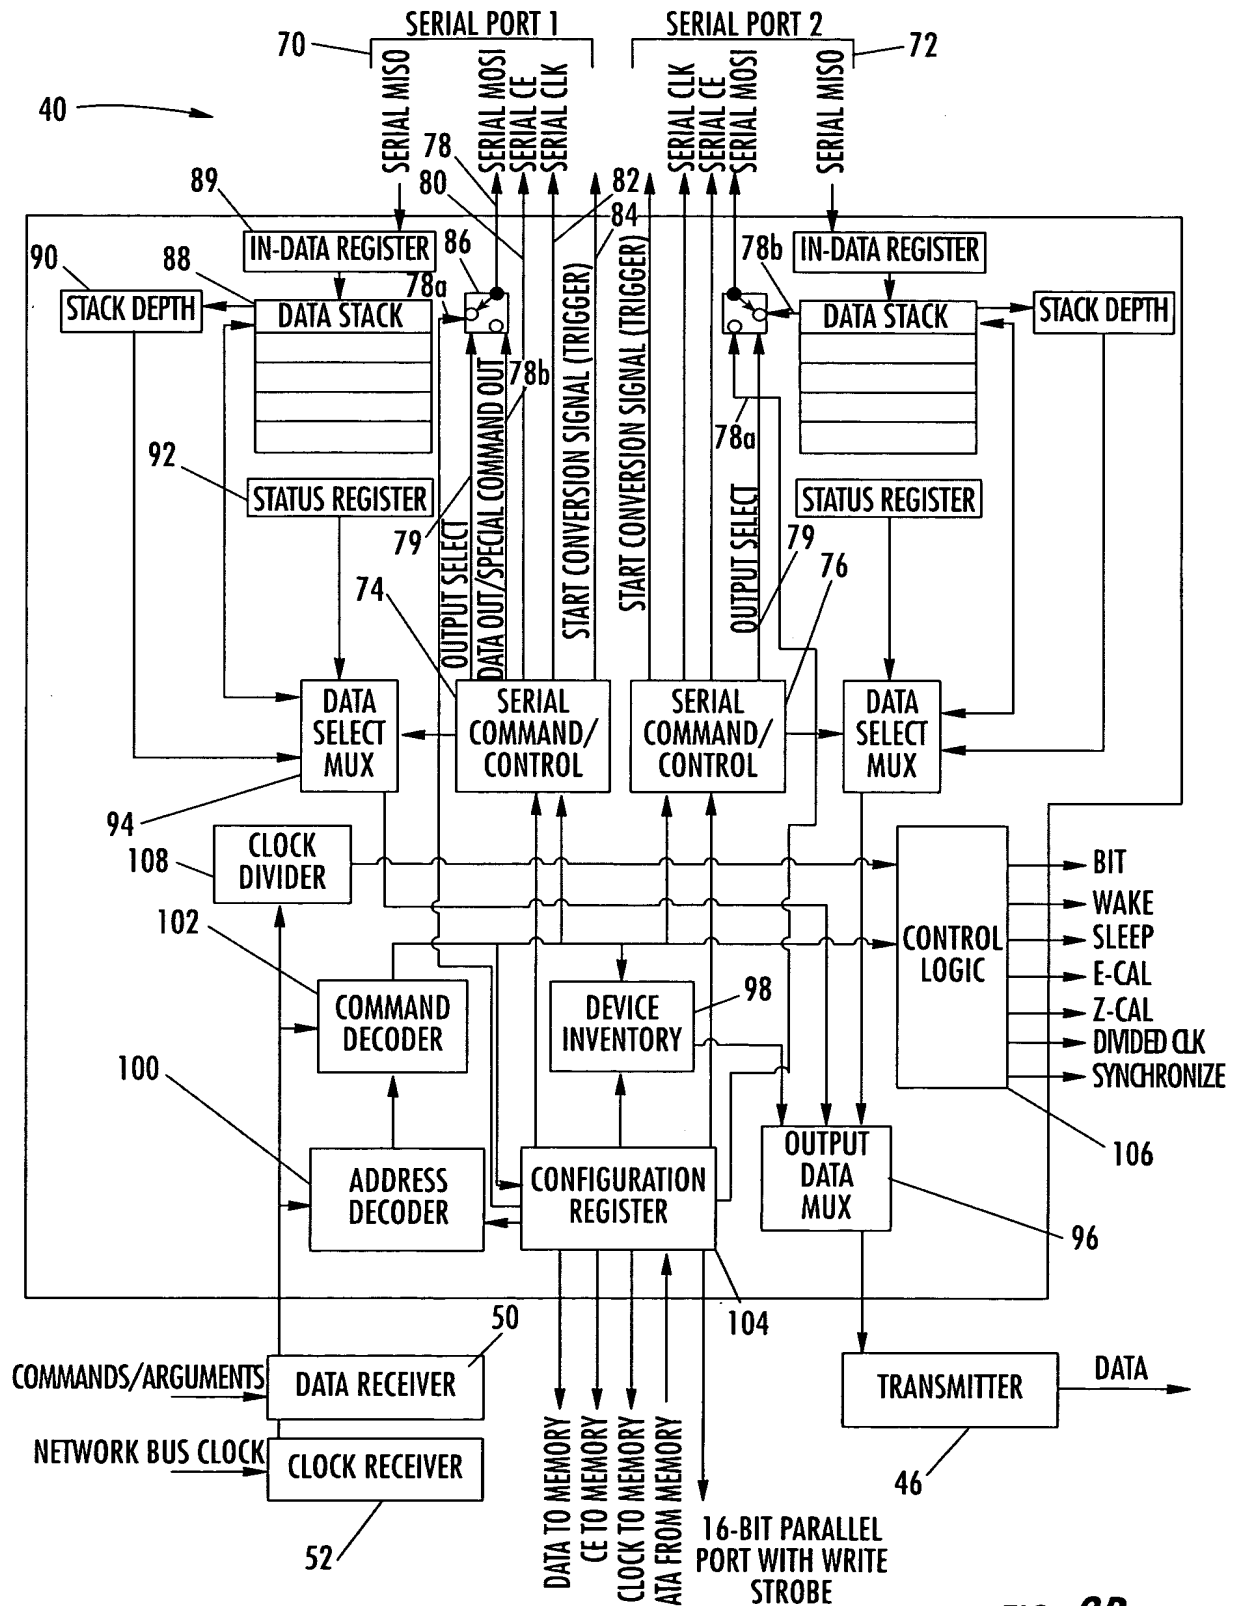 SERIAL PORT 1
SERIAL PORT 2
70
72
40
SERIAL MISO
SERIAL MOSI
SERIAL CE
SERIAL CLK
SERIAL CLK
SERIAL CE
SERIAL MOSI
SERIAL MISO
78
80
82
84
89
IN-DATA REGISTER
86
78b
IN-DATA REGISTER
90
88
78a
STACK DEPTH
DATA STACK
DATA STACK
STACK DEPTH
78b
78a
92
STATUS REGISTER
STATUS REGISTER
79
79
OUTPUT SELECT
DATA OUT/SPECIAL COMMAND OUT
START CONVERSION SIGNAL (TRIGGER)
START CONVERSION SIGNAL (TRIGGER)
OUTPUT SELECT
74
76
DATA
SELECT
MUX
SERIAL
COMMAND/
CONTROL
SERIAL
COMMAND/
CONTROL
DATA
SELECT
MUX
94
108
CLOCK
DIVIDER
102
COMMAND
DECODER
DEVICE
INVENTORY
98
CONTROL
LOGIC
BIT
WAKE
SLEEP
E-CAL
Z-CAL
DIVIDED CLK
SYNCHRONIZE
100
ADDRESS
DECODER
CONFIGURATION
REGISTER
OUTPUT
DATA
MUX
106
96
104
50
COMMANDS/ARGUMENTS
DATA RECEIVER
TRANSMITTER
DATA
NETWORK BUS CLOCK
CLOCK RECEIVER
46
52
DATA TO MEMORY
CE TO MEMORY
CLOCK TO MEMORY
ATA FROM MEMORY
16-BIT PARALLEL
PORT WITH WRITE
STROBE